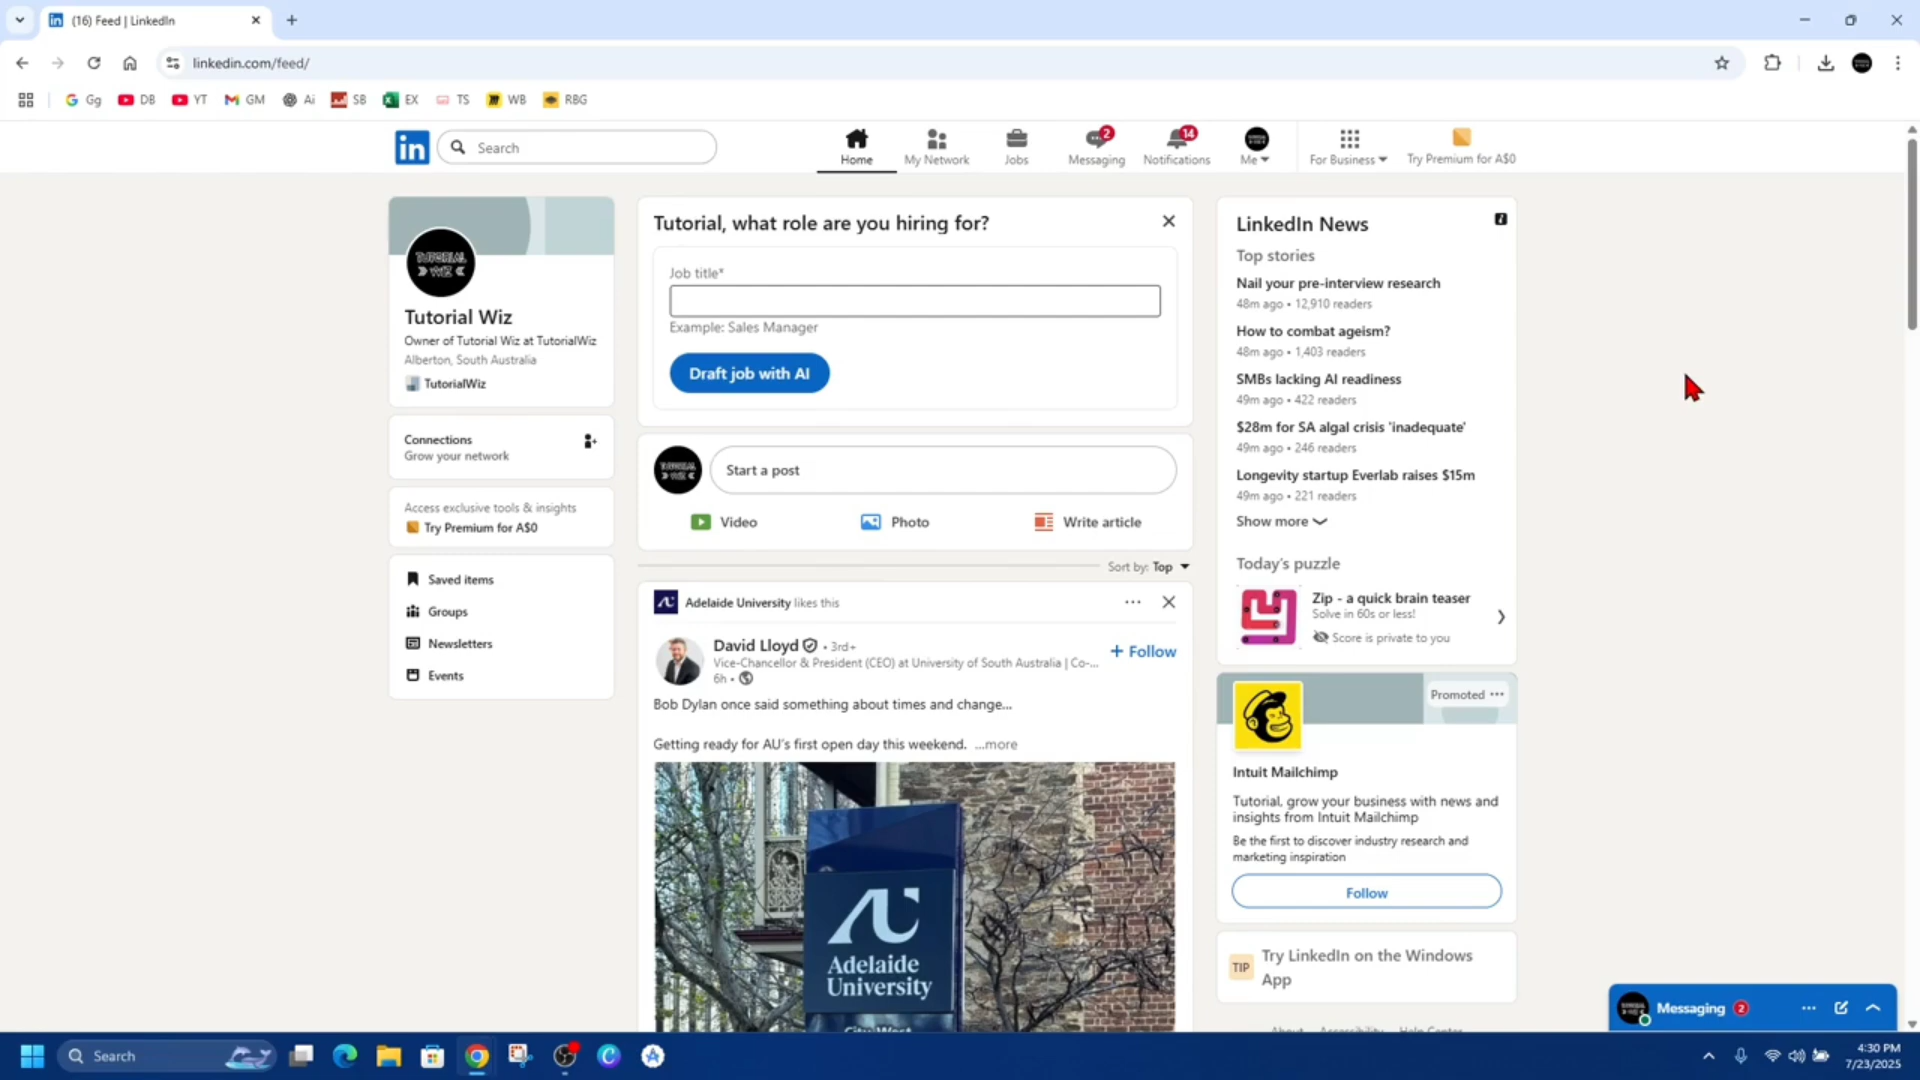 (16) Feed | LinkedIn
linkedin.com/feed/
Gg DB YT GM Ai SB EX TS WB RBG
in Search
Home My Network Jobs Messaging 2 Notifications 14 Me For Business Try Premium for A$0
TUTORIAL
WIZ
Tutorial Wiz
Owner of Tutorial Wiz at TutorialWiz
Alberton, South Australia
TutorialWiz
Connections
Grow your network
Access exclusive tools & insights
Try Premium for A$0
Saved items
Groups
Newsletters
Events
Tutorial, what role are you hiring for?
Job title*
Example: Sales Manager
Draft job with AI
Start a post
Video Photo Write article
Sort by: Top
Adelaide University likes this
David Lloyd • 3rd+
+ Follow
Vice-Chancellor & President (CEO) at University of South Australia | Co-...
6h •
Bob Dylan once said something about times and change...
Getting ready for AU's first open day this weekend. ...more
Adelaide
University
City West
LinkedIn News
Top stories
Nail your pre-interview research
48m ago • 12,910 readers
How to combat ageism?
48m ago • 1,403 readers
SMBs lacking AI readiness
49m ago • 422 readers
$28m for SA algal crisis 'inadequate'
49m ago • 246 readers
Longevity startup Everlab raises $15m
49m ago • 221 readers
Show more
Today's puzzle
Zip - a quick brain teaser
Solve in 60s or less!
Score is private to you
Promoted
Intuit Mailchimp
Tutorial, grow your business with news and
insights from Intuit Mailchimp
Be the first to discover industry research and
marketing inspiration
Follow
TIP Try LinkedIn on the Windows
App
About Accessibility Help Center
Messaging 2
Search
4:30 PM
7/23/2025